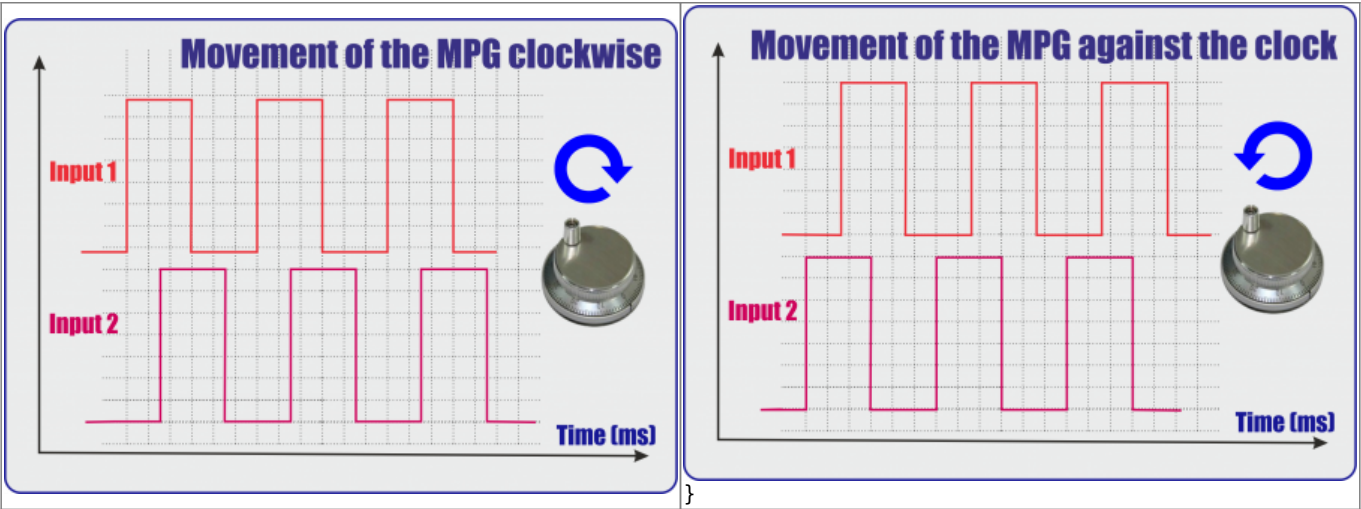 Movement of the MPG clockwise
Input 1
Input 2
Time (ms)
Movement of the MPG against the clock
Input 1
Input 2
Time (ms)
}